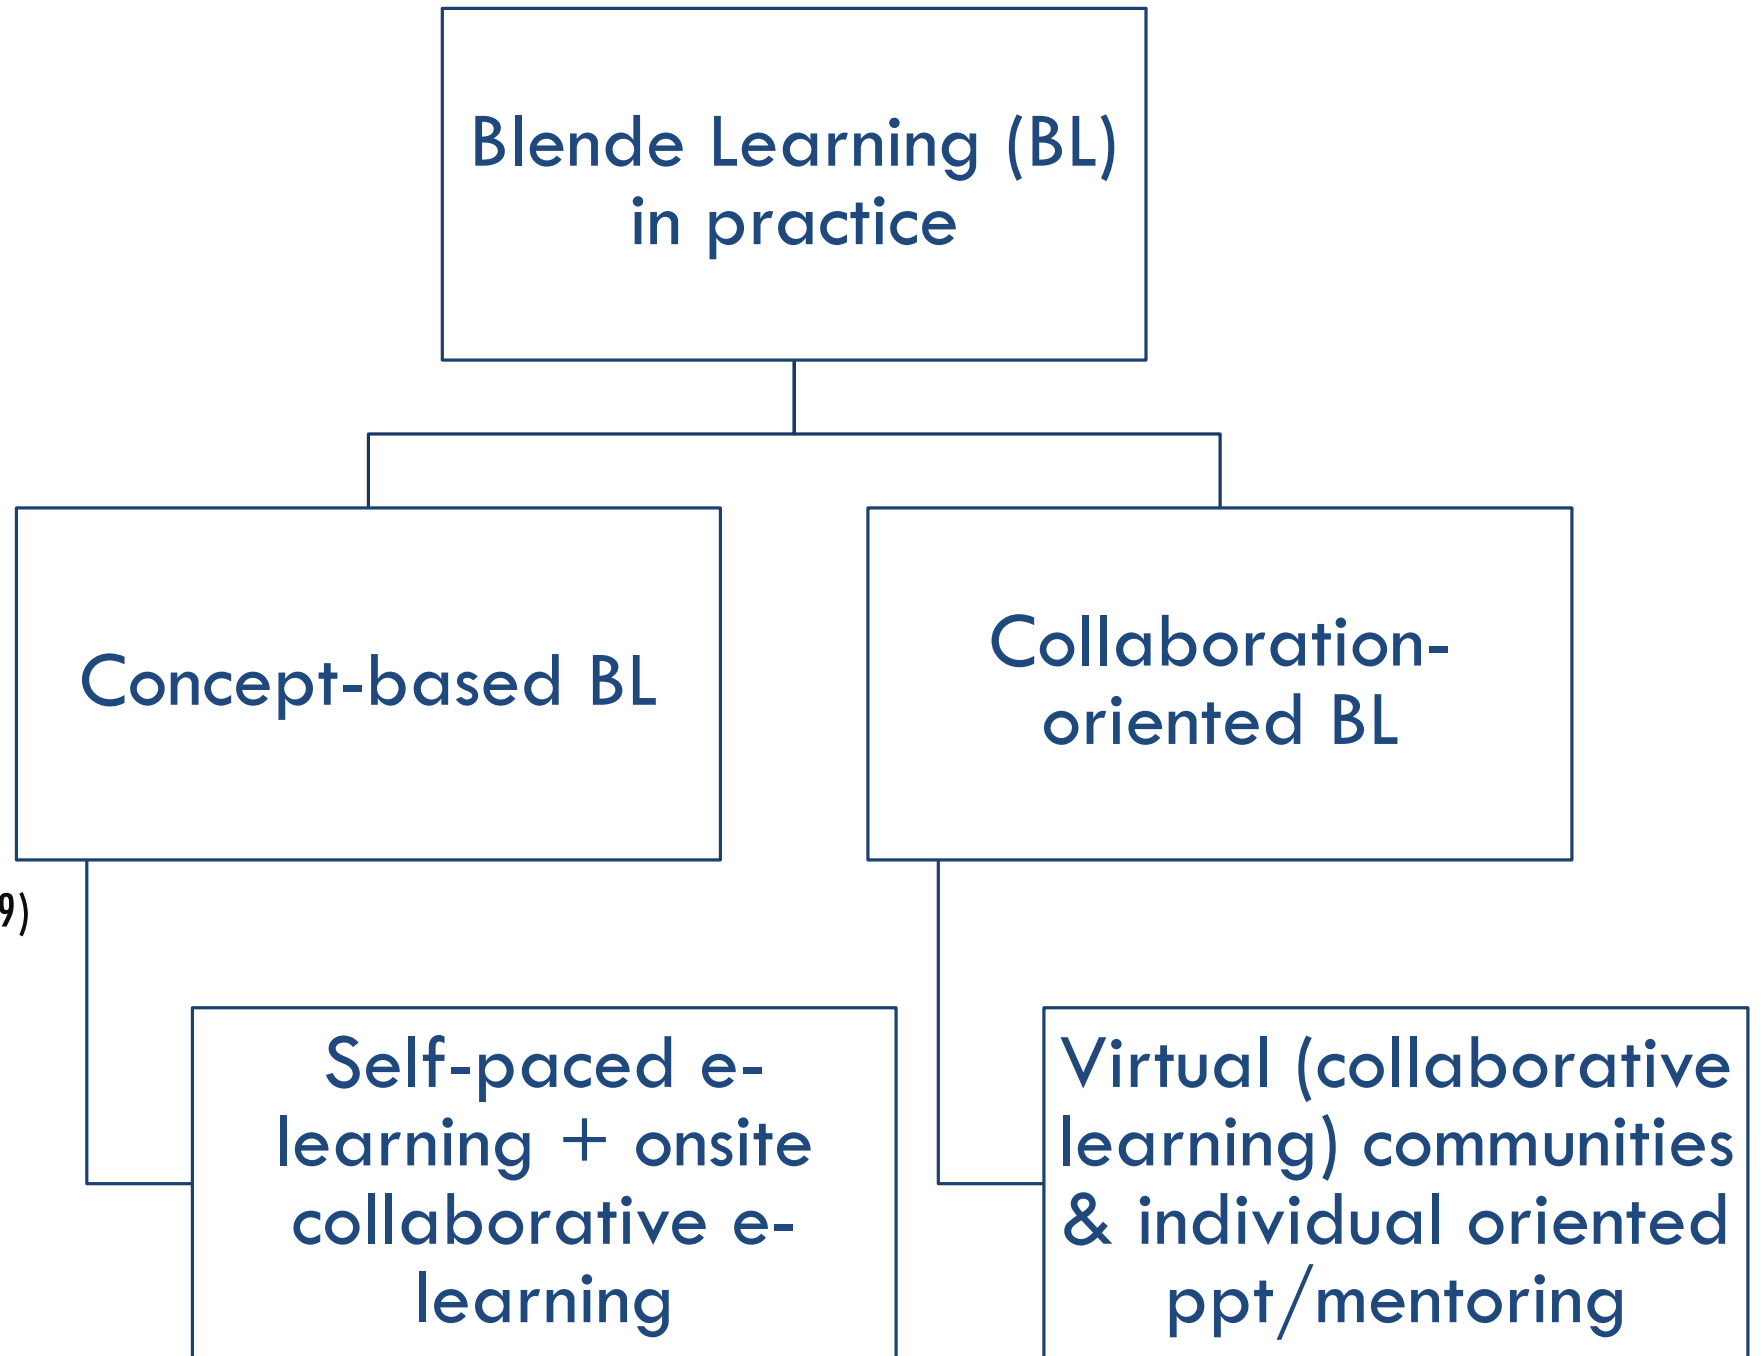 Blende Learning (BL)
in practice
Concept-based BL
Collaboration-
oriented BL
9)
Self-paced e-
learning + onsite
collaborative e-
learning
Virtual (collaborative
learning) communities
& individual oriented
ppt/mentoring